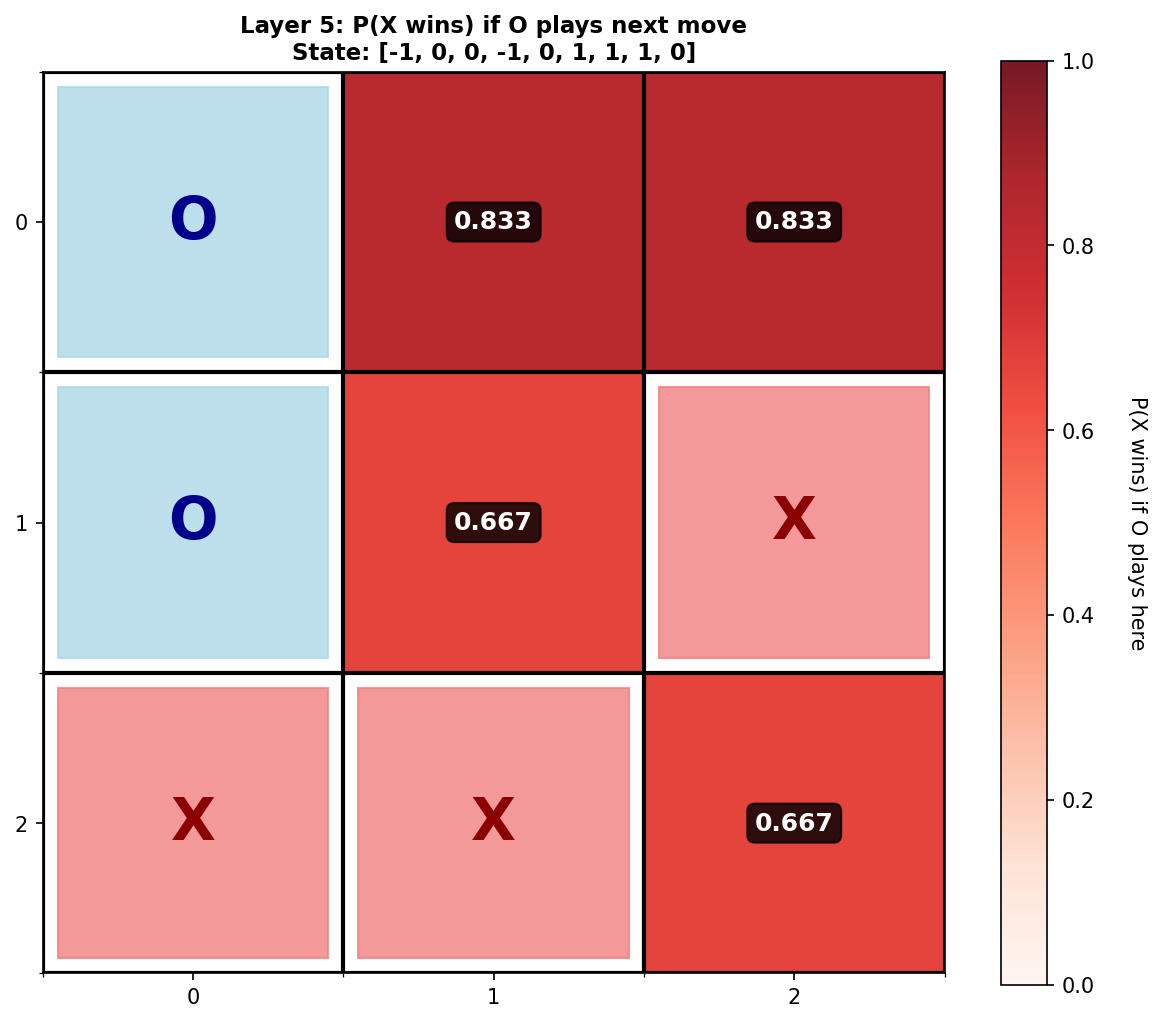 Layer 5: P(X wins) if O plays next move
State: [-1, 0, 0, -1, 0, 1, 1, 1, 0]
1.0
0.8
0.6
0.4
0.2
0.0
P(X wins) if O plays here
0
O
0.833
0.833
1
O
0.667
X
2
X
X
0.667
0
1
2